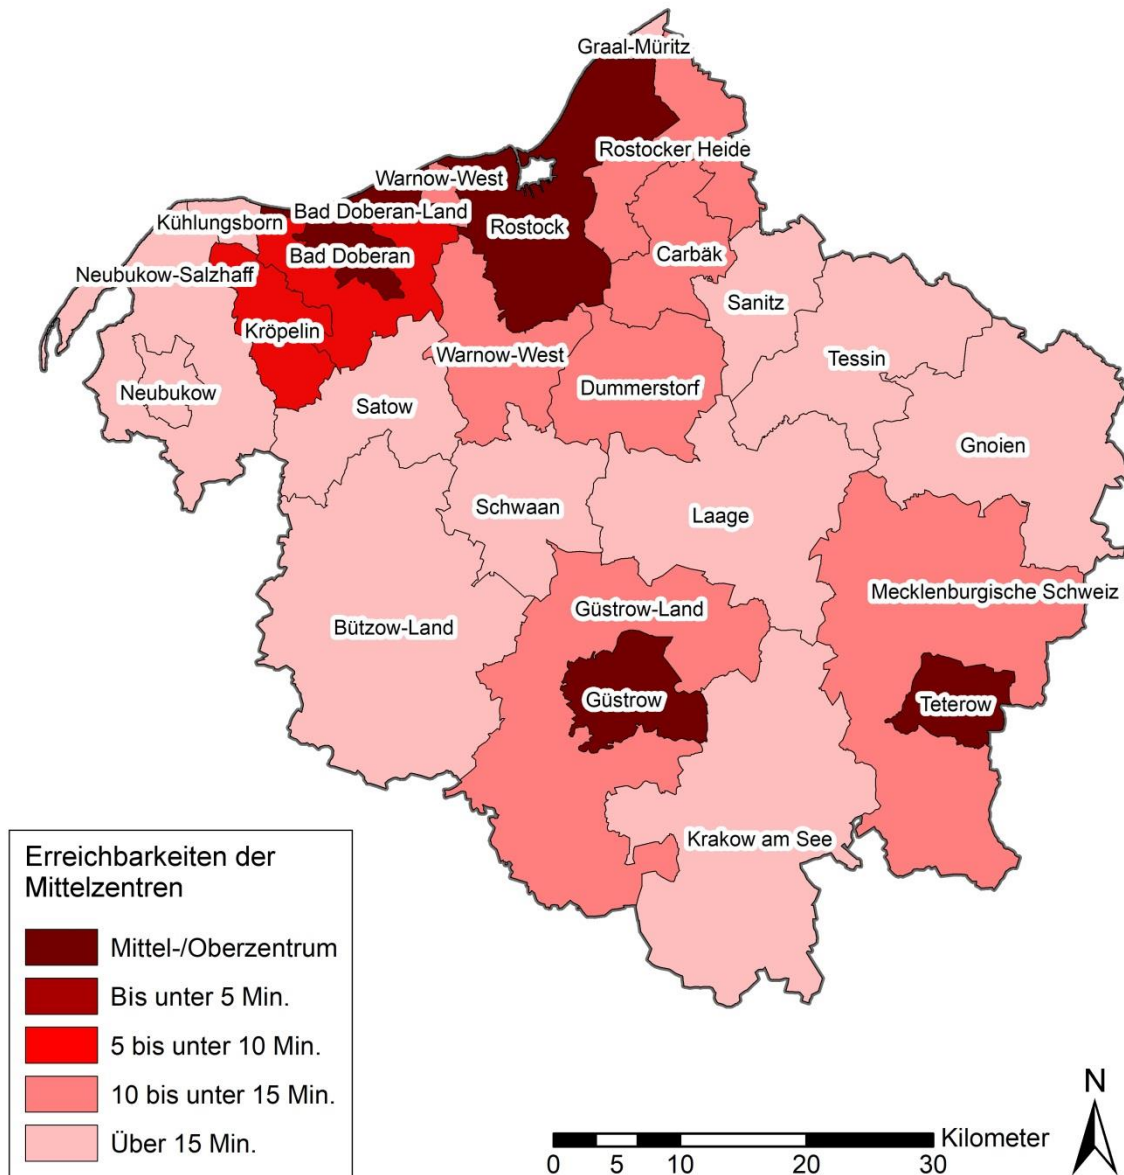 Graal-Müritz
Rostocker Heide
Warnow-West
Bad Doberan-Land
Kühlungsborn
Rostock
Bad Doberan
Carbäk
Neubukow-Salzhaff
Sanitz
Kröpelin
Warnow-West
Tessin
Neubukow
Dummerstorf
Satow
Gnoien
Schwaan
Laage
Mecklenburgische Schweiz
Güstrow-Land
Bützow-Land
Güstrow
Teterow
Krakow am See
Erreichbarkeiten der
Mittelzentren
Mittel-/Oberzentrum
Bis unter 5 Min.
5 bis unter 10 Min.
10 bis unter 15 Min.
Über 15 Min.
N
Kilometer
0 5 10 20 30